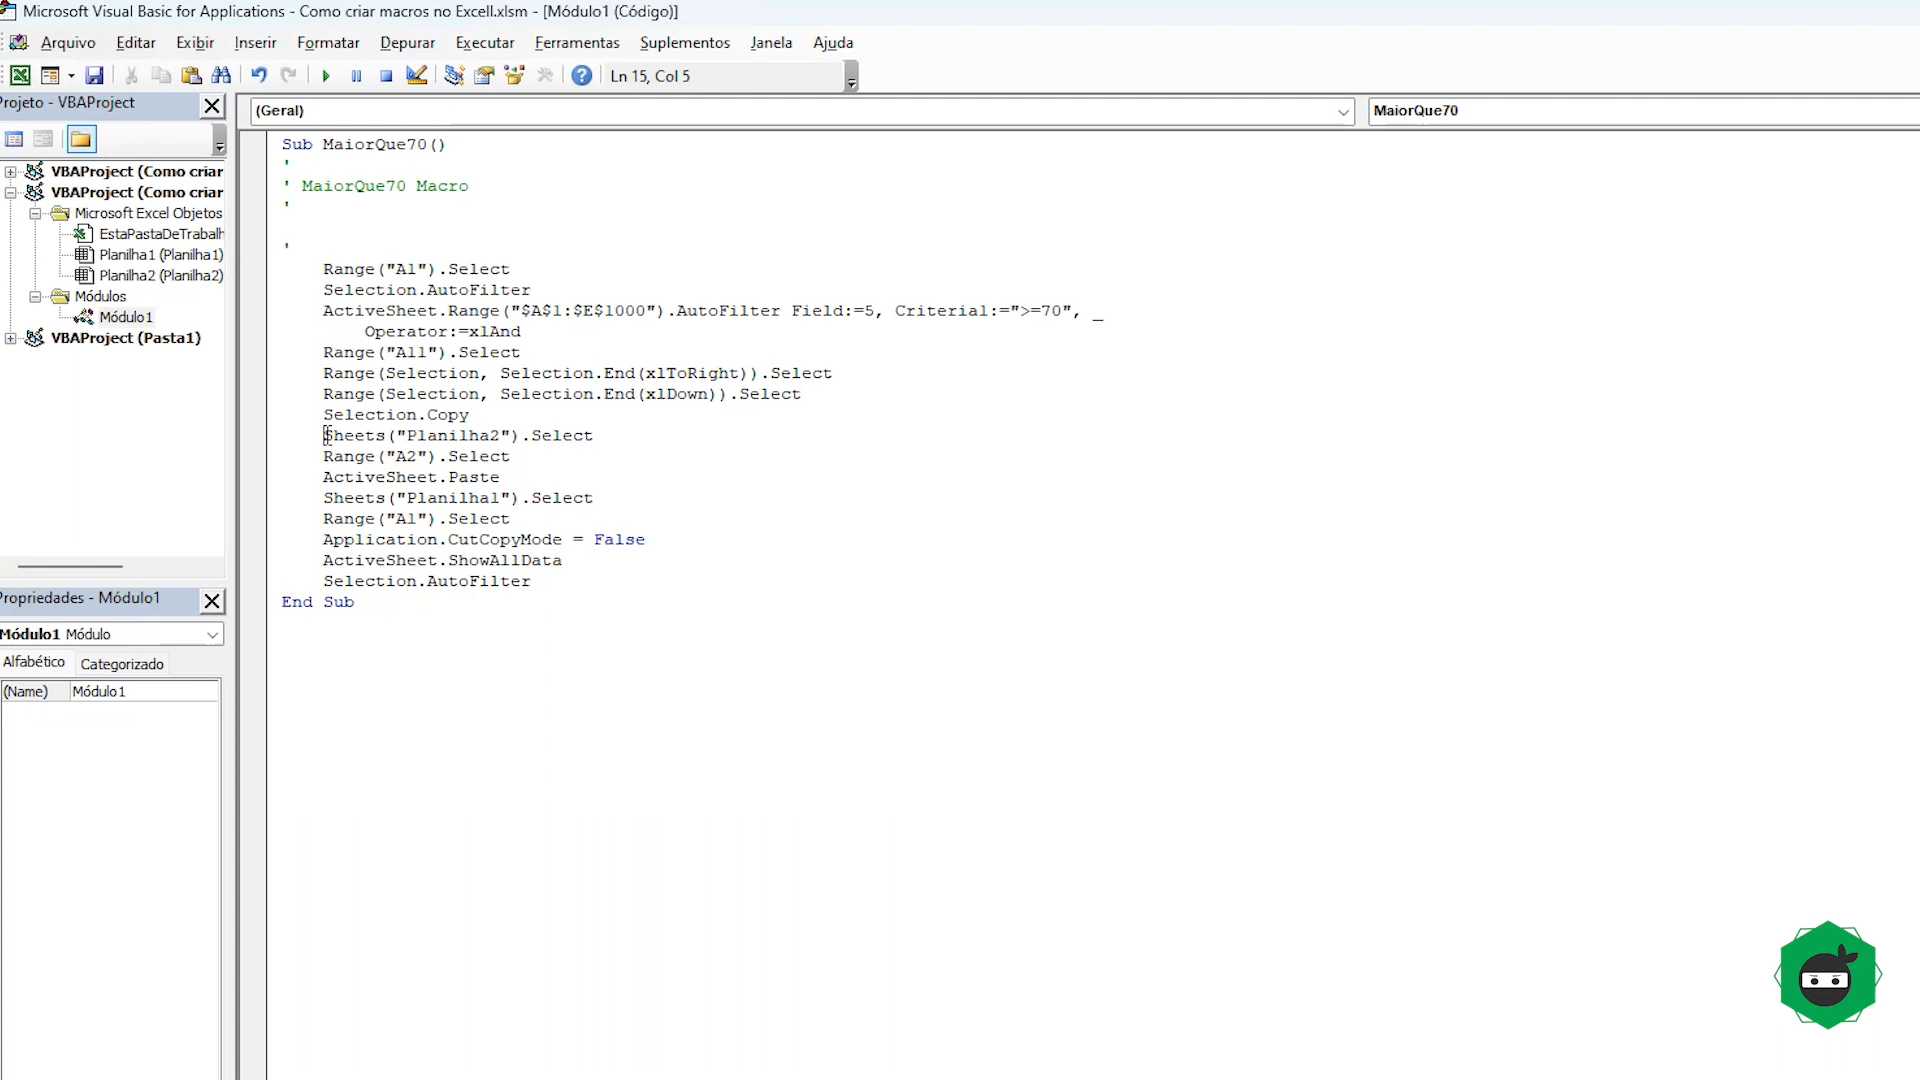 Microsoft Visual Basic for Applications - Como criar macros no Excell.xlsm - [Módulo1 (Código)]
Arquivo Editar Exibir Inserir Formatar Depurar Executar Ferramentas Suplementos Janela Ajuda
Ln 15, Col 5
Projeto - VBAProject
(Geral)
MaiorQue70
VBAProject (Como criar
VBAProject (Como criar
Microsoft Excel Objetos
EstaPastaDeTrabalh
Planilha1 (Planilha1)
Planilha2 (Planilha2)
Módulos
Módulo1
VBAProject (Pasta1)
Propriedades - Módulo1
Módulo1 Módulo
Alfabético Categorizado
(Name) Módulo1
Sub MaiorQue70()
'
' MaiorQue70 Macro
'
'
Range("A1").Select
Selection.AutoFilter
ActiveSheet.Range("$A$1:$E$1000").AutoFilter Field:=5, Criteria1:=">=70", _
Operator:=xlAnd
Range("A11").Select
Range(Selection, Selection.End(xlToRight)).Select
Range(Selection, Selection.End(xlDown)).Select
Selection.Copy
Sheets("Planilha2").Select
Range("A2").Select
ActiveSheet.Paste
Sheets("Planilha1").Select
Range("A1").Select
Application.CutCopyMode = False
ActiveSheet.ShowAllData
Selection.AutoFilter
End Sub